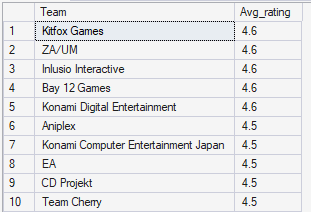 Team Avg_rating
1 Kitfox Games 4.6
2 ZA/UM 4.6
3 Inlusio Interactive 4.6
4 Bay 12 Games 4.6
5 Konami Digital Entertainment 4.6
6 Aniplex 4.5
7 Konami Computer Entertainment Japan 4.5
8 EA 4.5
9 CD Projekt 4.5
10 Team Cherry 4.5